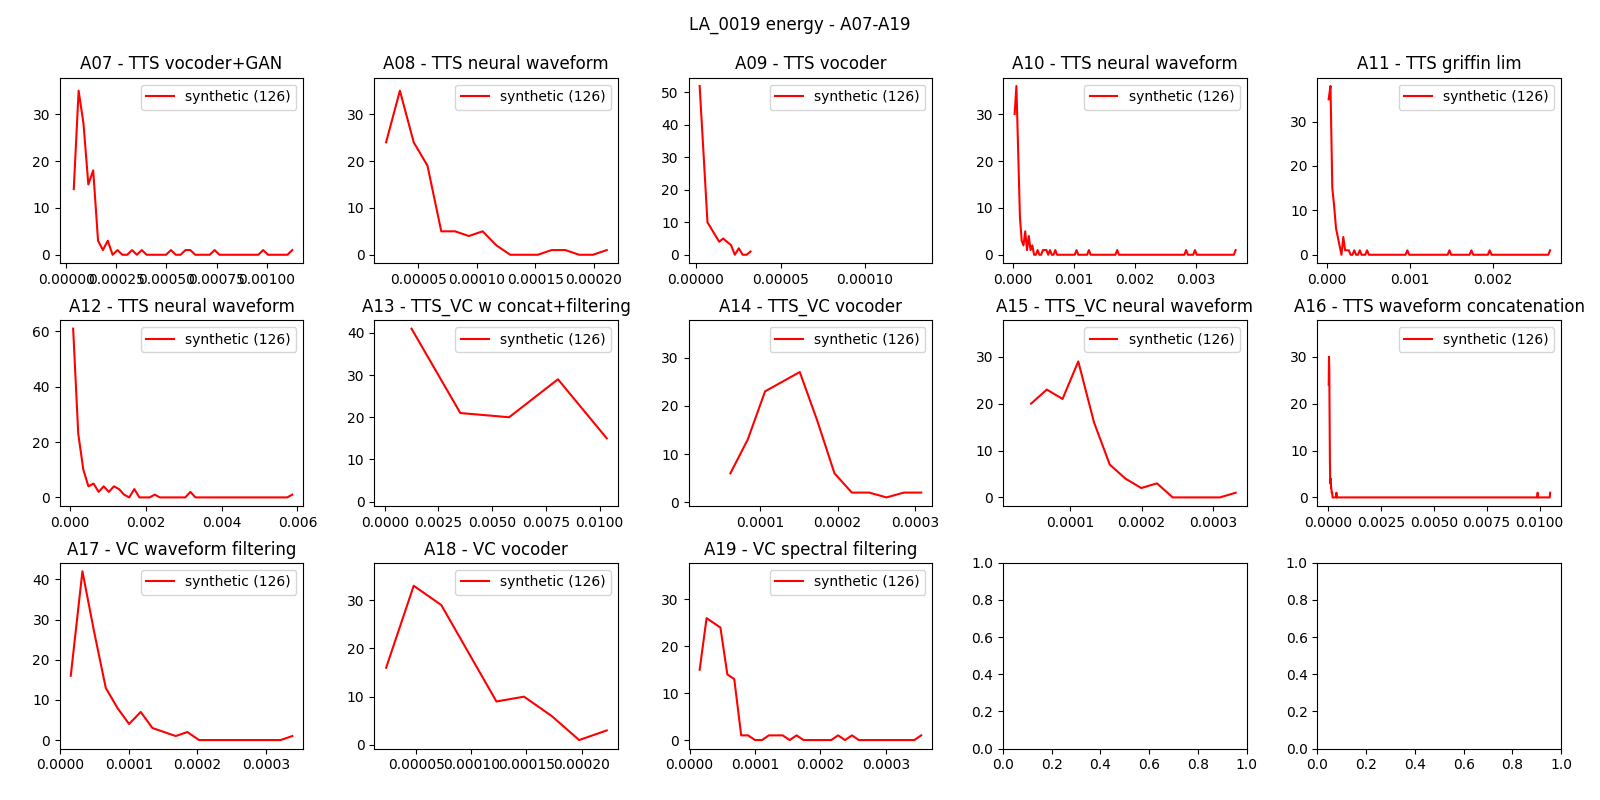 LA_0019 energy - A07-A19
A07 - TTS vocoder+GAN
synthetic (126)
30
20
10
0
0.00000 0.00025 0.00050 0.00075 0.00100
A08 - TTS neural waveform
synthetic (126)
30
20
10
0
0.00005 0.00010 0.00015 0.00020
A09 - TTS vocoder
synthetic (126)
50
40
30
20
10
0
0.00000 0.00005 0.00010
A10 - TTS neural waveform
synthetic (126)
30
20
10
0
0.000 0.001 0.002 0.003
A11 - TTS griffin lim
synthetic (126)
30
20
10
0
0.000 0.001 0.002
A12 - TTS neural waveform
synthetic (126)
60
40
20
0
0.000 0.002 0.004 0.006
A13 - TTS_VC w concat+filtering
synthetic (126)
40
30
20
10
0
0.0000 0.0025 0.0050 0.0075 0.0100
A14 - TTS_VC vocoder
synthetic (126)
30
20
10
0
0.0001 0.0002 0.0003
A15 - TTS_VC neural waveform
synthetic (126)
30
20
10
0
0.0001 0.0002 0.0003
A16 - TTS waveform concatenation
synthetic (126)
30
20
10
0
0.0000 0.0025 0.0050 0.0075 0.0100
A17 - VC waveform filtering
synthetic (126)
40
30
20
10
0
0.0000 0.0001 0.0002 0.0003
A18 - VC vocoder
synthetic (126)
30
20
10
0
0.00005 0.00010 0.00015 0.00020
A19 - VC spectral filtering
synthetic (126)
30
20
10
0
0.0000 0.0001 0.0002 0.0003
1.0
0.8
0.6
0.4
0.2
0.0
0.0 0.2 0.4 0.6 0.8 1.0
1.0
0.8
0.6
0.4
0.2
0.0
0.0 0.2 0.4 0.6 0.8 1.0